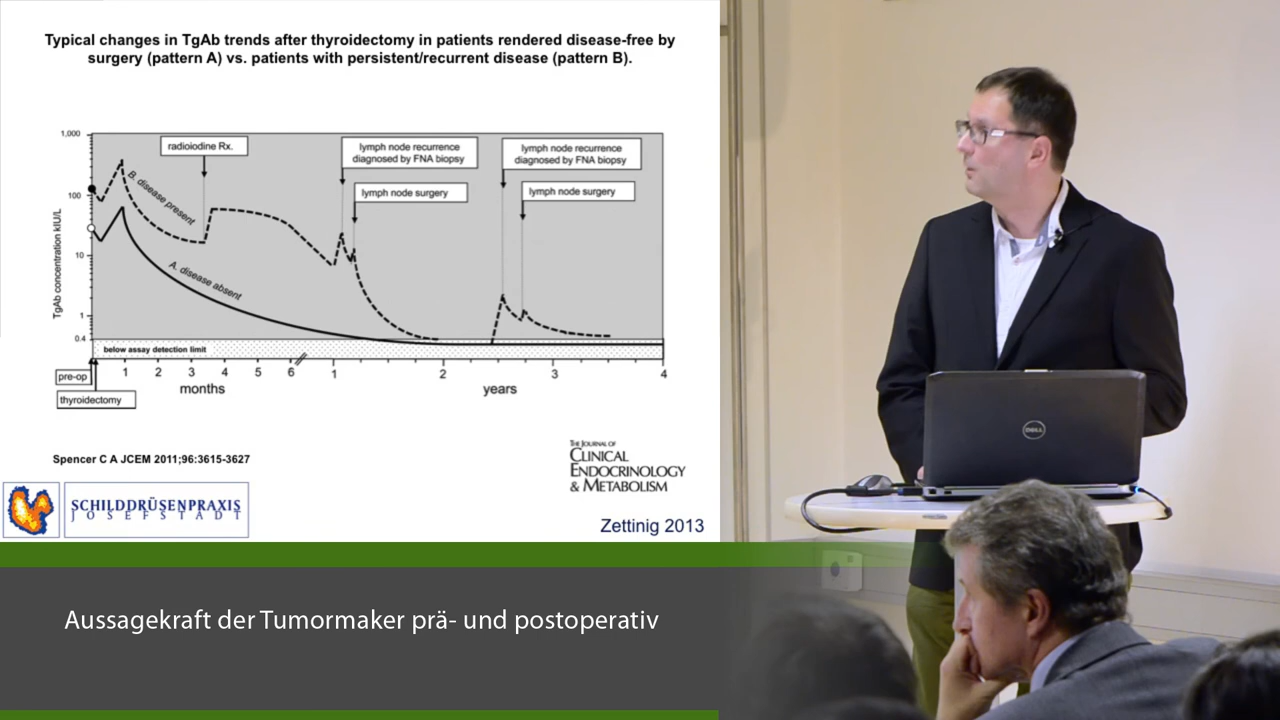 Typical changes in TgAb trends after thyroidectomy in patients rendered disease-free by
surgery (pattern A) vs. patients with persistent/recurrent disease (pattern B).
1,000
100
10
1
0.4
TgAb concentration kIU/L
radioiodine Rx.
lymph node recurrence
diagnosed by FNA biopsy
lymph node surgery
lymph node recurrence
diagnosed by FNA biopsy
lymph node surgery
B. disease present
A. disease absent
below assay detection limit
pre-op
thyroidectomy
1 2 3 4 5 6 1 2 3 4
months years
Spencer C A JCEM 2011;96:3615-3627
THE JOURNAL OF
CLINICAL
ENDOCRINOLOGY
& METABOLISM
SCHILDDRÜSENPRAXIS
JOSEFSTADT
Zettinig 2013
Aussagekraft der Tumormaker prä- und postoperativ
DELL